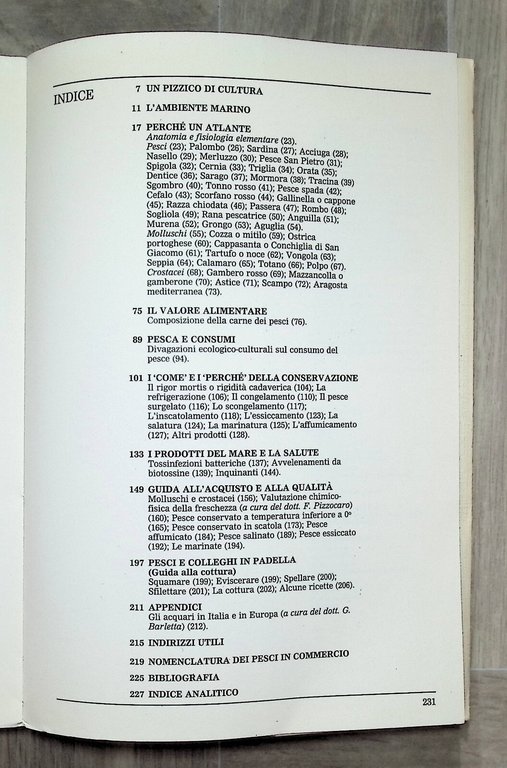 INDICE
7 UN PIZZICO DI CULTURA
11 L'AMBIENTE MARINO
17 PERCHÉ UN ATLANTE
Anatomia e fisiologia elementare (23).
Pesci (23); Palombo (26); Sardina (27); Acciuga (28);
Nasello (29); Merluzzo (30); Pesce San Pietro (31);
Spigola (32); Cernia (33); Triglia (34); Orata (35);
Dentice (36); Sarago (37); Mormora (38); Tracina (39)
Sgombro (40); Tonno rosso (41); Pesce spada (42);
Cefalo (43); Scorfano rosso (44); Gallinella o cappone
(45); Razza chiodata (46); Passera (47); Rombo (48);
Sogliola (49); Rana pescatrice (50); Anguilla (51);
Murena (52); Grongo (53); Aguglia (54).
Molluschi (55); Cozza o mitilo (59); Ostrica
portoghese (60); Cappasanta o Conchiglia di San
Giacomo (61); Tartufo o noce (62); Vongola (63);
Seppia (64); Calamaro (65); Totano (66); Polpo (67).
Crostacei (68); Gambero rosso (69); Mazzancolla o
gamberone (70); Astice (71); Scampo (72); Aragosta
mediterranea (73).
75 IL VALORE ALIMENTARE
Composizione della carne dei pesci (76).
89 PESCA E CONSUMI
Divagazioni ecologico-culturali sul consumo del
pesce (94).
101 I 'COME' E I 'PERCHÉ' DELLA CONSERVAZIONE
Il rigor mortis o rigidità cadaverica (104); La
refrigerazione (106); Il congelamento (110); Il pesce
surgelato (116); Lo scongelamento (117);
L'inscatolamento (118); L'essiccamento (123); La
salatura (124); La marinatura (125); L'affumicamento
(127); Altri prodotti (128).
133 I PRODOTTI DEL MARE E LA SALUTE
Tossinfezioni batteriche (137); Avvelenamenti da
biotossine (139); Inquinanti (144).
149 GUIDA ALL'ACQUISTO E ALLA QUALITÀ
Molluschi e crostacei (156); Valutazione chimico-
fisica della freschezza (a cura del dott. F. Pizzocaro)
(160); Pesce conservato a temperatura inferiore a 0°
(165); Pesce conservato in scatola (173); Pesce
affumicato (184); Pesce salinato (189); Pesce essiccato
(192); Le marinate (194).
197 PESCI E COLLEGHI IN PADELLA
(Guida alla cottura)
Squamare (199); Eviscerare (199); Spellare (200);
Sfilettare (201); La cottura (202); Alcune ricette (206).
211 APPENDICI
Gli acquari in Italia e in Europa (a cura del dott. G.
Barletta) (212).
215 INDIRIZZI UTILI
219 NOMENCLATURA DEI PESCI IN COMMERCIO
225 BIBLIOGRAFIA
227 INDICE ANALITICO
231